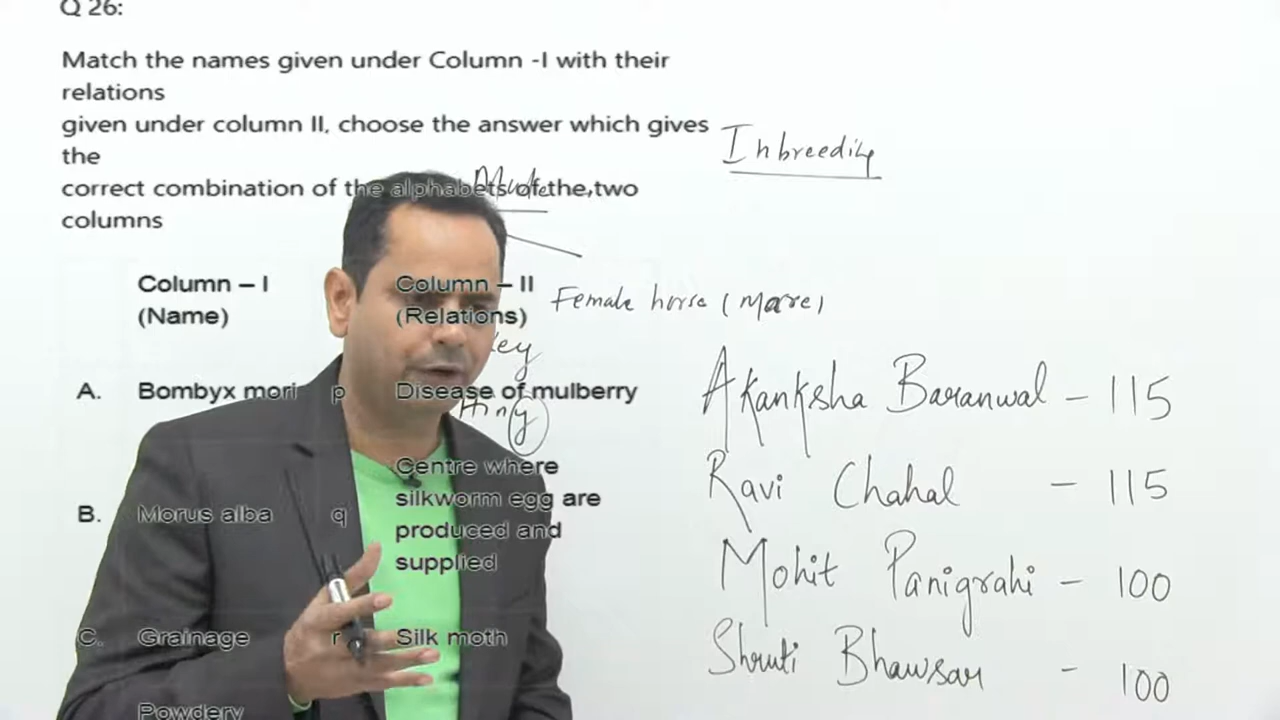 Q 26:
Match the names given under Column -I with their
relations
given under column II, choose the answer which gives
the
correct combination of the alphabets of the two
columns
Inbreeding
Column – I
(Name)
Column – II
(Relations)
Female horse (Mare)
A. Bombyx mori p Disease of mulberry
B. Morus alba q Centre where
silkworm egg are
produced and
supplied
C. Grainage r Silk moth
Powdery
Akanksha Baranwal – 115
Ravi Chahal – 115
Mohit Panigrahi – 100
Shruti Bhawsar – 100